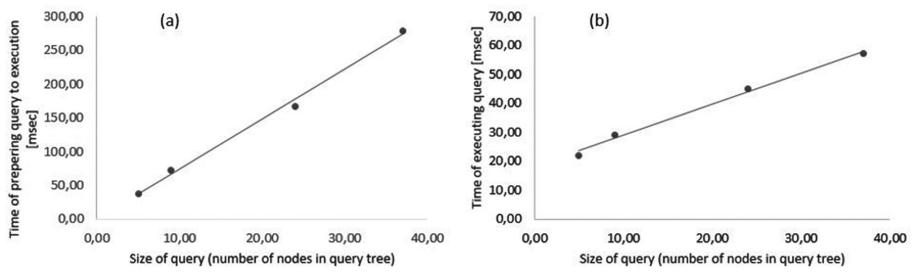 (a)
Time of prepering query to execution
[msec]
300,00
250,00
200,00
150,00
100,00
50,00
0,00
0,00 10,00 20,00 30,00 40,00
Size of query (number of nodes in query tree)
(b)
Time of executing query [msec]
70,00
60,00
50,00
40,00
30,00
20,00
10,00
0,00
0,00 10,00 20,00 30,00 40,00
Size of query (number of nodes in query tree)